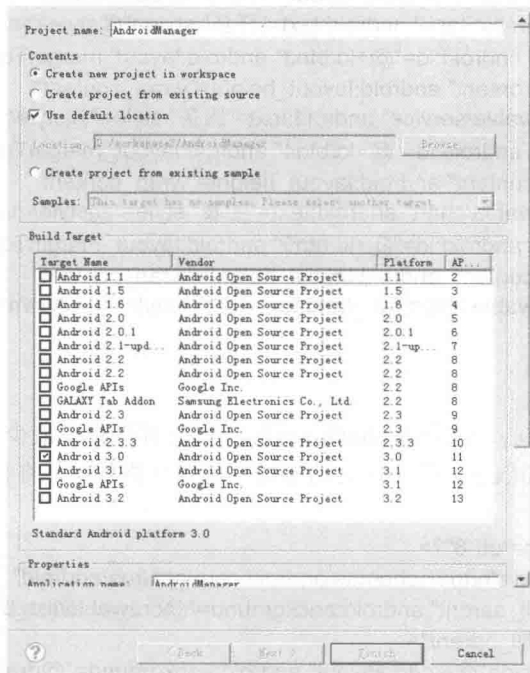 Project name: AndroidManager
Contents
Create new project in workspace
Create project from existing source
Use default location
Location: Browse...
Create project from existing sample
Samples: This target has no samples. Please select another target.
Build Target
Target Name Vendor Platform AP...
Android 1.1 Android Open Source Project 1.1 2
Android 1.5 Android Open Source Project 1.5 3
Android 1.6 Android Open Source Project 1.6 4
Android 2.0 Android Open Source Project 2.0 5
Android 2.0.1 Android Open Source Project 2.0.1 6
Android 2.1-upd... Android Open Source Project 2.1-up... 7
Android 2.2 Android Open Source Project 2.2 8
Android 2.2 Android Open Source Project 2.2 8
Google APIs Google Inc. 2.2 8
GALAXY Tab Addon Samsung Electronics Co., Ltd. 2.2 8
Android 2.3 Android Open Source Project 2.3 9
Google APIs Google Inc. 2.3 9
Android 2.3.3 Android Open Source Project 2.3.3 10
Android 3.0 Android Open Source Project 3.0 11
Android 3.1 Android Open Source Project 3.1 12
Google APIs Google Inc. 3.1 12
Android 3.2 Android Open Source Project 3.2 13
Standard Android platform 3.0
Properties
Application name: AndroidManager
< Back Next > Finish Cancel